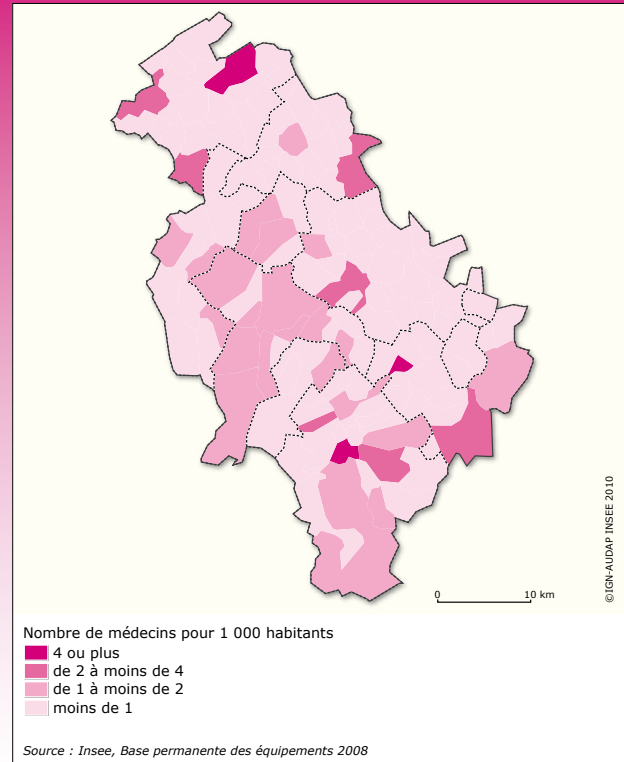 ©IGN-AUDAP INSEE 2010
0 10 km
Nombre de médecins pour 1 000 habitants
4 ou plus
de 2 à moins de 4
de 1 à moins de 2
moins de 1
Source : Insee, Base permanente des équipements 2008